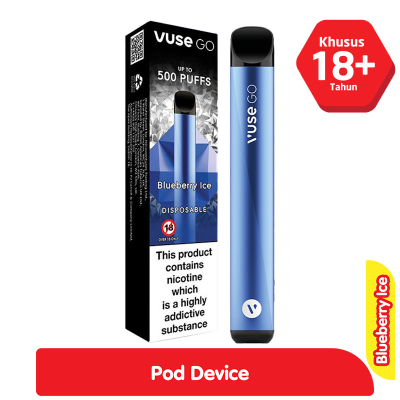 Khusus
18+
Tahun
VUSE GO
UP TO
500 PUFFS
Blueberry Ice
DISPOSABLE
18
This product
contains
nicotine
which
is a highly
addictive
substance
VUSE GO
V
Blueberry Ice
Pod Device